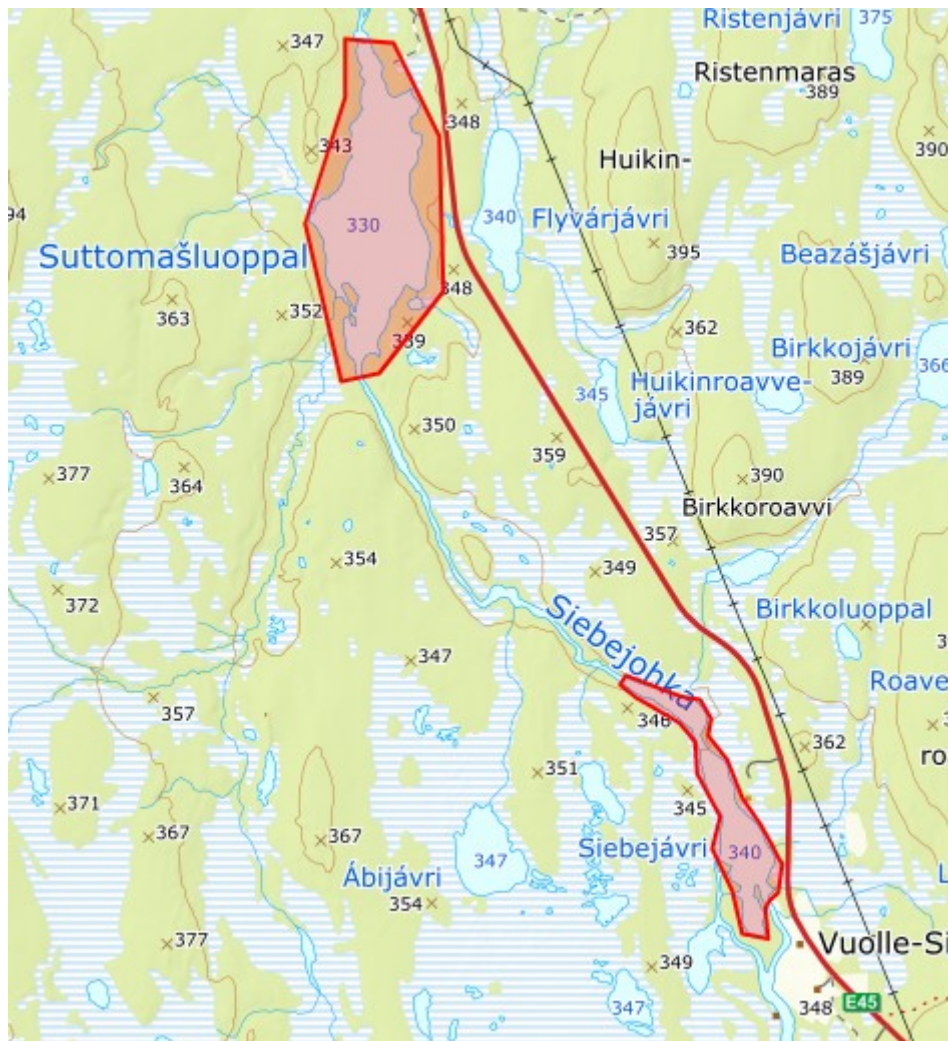 Ristenjávri
375
347
Ristenmaras
389
348
390
343
Huikin-
94
330
340
Flyvárjávri
395
Beazášjávri
Suttomašluoppal
348
363
352
339
362
Birkkojávri
389
366
Huikinroavve-
jávri
345
350
359
377
364
390
Birkkoroavvi
357
354
349
372
Siebejohka
Birkkoluoppal
347
Roave
357
346
362
ro
351
345
371
367
367
Siebejávri
340
347
Ábijávri
354
L
377
Vuolle-Si
349
347
348
E45